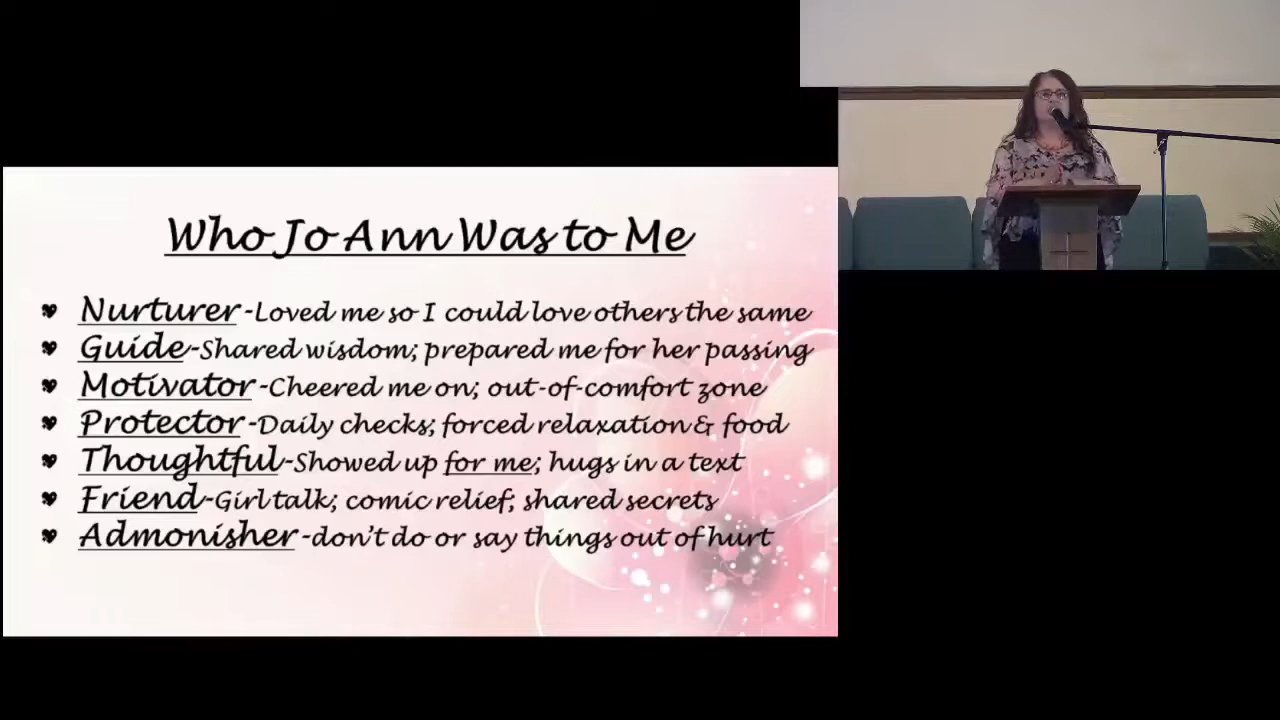 Who Jo Ann Was to Me
Nurturer-Loved me so I could love others the same
Guide-Shared wisdom; prepared me for her passing
Motivator-Cheered me on; out-of-comfort zone
Protector-Daily checks; forced relaxation & food
Thoughtful-Showed up for me; hugs in a text
Friend-Girl talk; comic relief; shared secrets
Admonisher-don't do or say things out of hurt